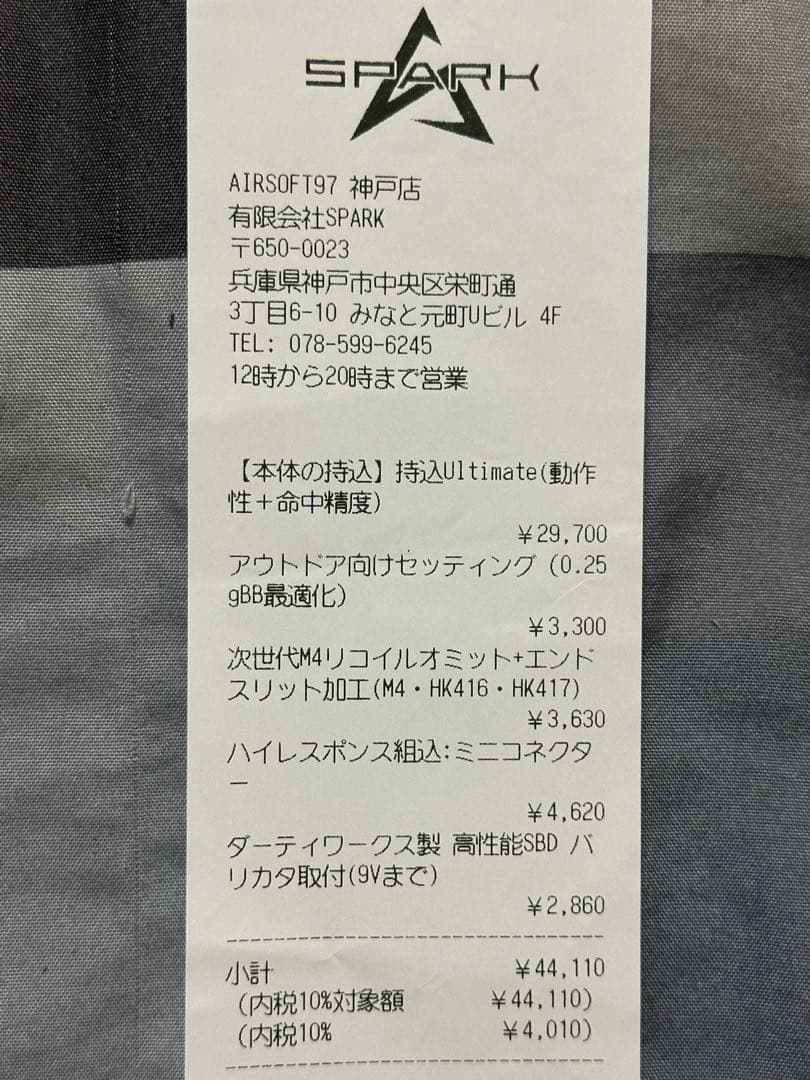 SPARK
AIRSOFT97 神戸店
有限会社SPARK
〒650-0023
兵庫県神戸市中央区栄町通
3丁目6-10 みなと元町Uビル 4F
TEL: 078-599-6245
12時から20時まで営業
【本体の持込】持込Ultimate(動作
性＋命中精度)
¥29,700
アウトドア向けセッティング (0.25
gBB最適化)
¥3,300
次世代M4リコイルオミット+エンド
スリット加工(M4・HK416・HK417)
¥3,630
ハイレスポンス組込:ミニコネクタ
ー
¥4,620
ダーティワークス製 高性能SBD バ
リカタ取付(9Vまで)
¥2,860
小計 ¥44,110
(内税10%対象額 ¥44,110)
(内税10% ¥4,010)